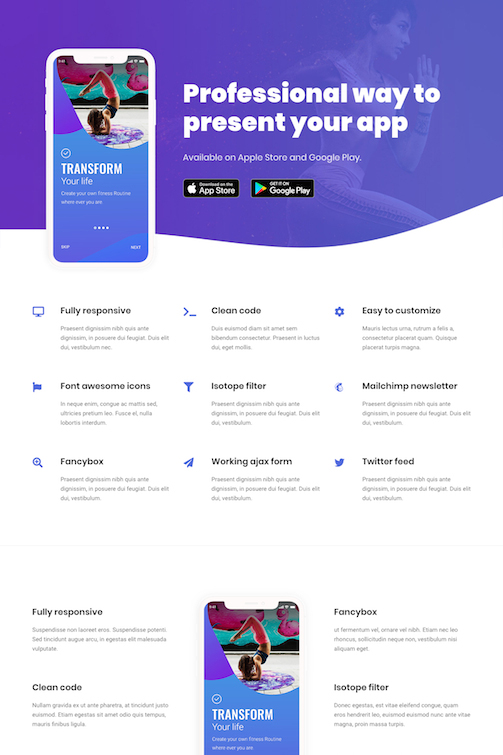 9:41
TRANSFORM
Your life
Create your own Fitness Routine
where ever you are
SKIP
NEXT
Professional way to
present your app
Available on Apple Store and Google Play.
Download on the
App Store
GET IT ON
Google Play
Fully responsive
Praesent dignissim nibh quis ante
dignissim, in posuere dui feugiat. Duis elit
dui, vestibulum nec.
Clean code
Duis euismod diam sit amet sem
bibendum consectetur. Praesent in luctus
dui, eget mollis
Easy to customize
Mauris lectus urna, rutrum a felis a,
consectetur placerat quam. Quisque
placerat turpis magna.
Font awesome icons
In neque enim, congue ac mattis sed,
ultricies pretium leo. Fusce el, nulla
lobortis interdum.
Isotope filter
Praesent dignissim nibh quis ante
dignissim, in posuere dui feugiat. Duis elit
dui, vestibulum.
Mailchimp newsletter
Praesent dignissim nibh quis ante
dignissim, in posuere dui feugiat. Duis elit
dui, vestibulum.
Fancybox
Praesent dignissim nibh quis ante
dignissim, in posuere dui feugiat. Duis elit
dui, vestibulum.
Working ajax form
Praesent dignissim nibh quis ante
dignissim, in posuere dui feugiat. Duis elit
dui, vestibulum.
Twitter feed
Praesent dignissim nibh quis ante
dignissim, in posuere dui feugiat. Duis elit
dui, vestibulum.
Fully responsive
Suspendisse non laoreet eros. Suspendisse potenti.
Sed tincidunt augue arcu, in egestas elit malesuada
vulputate.
Clean code
Nullam gravida ex ut ante pharetra, at tincidunt justo
euismod. Etiam egestas sit amet odio quis tempus,
mauris finibus ligula.
9:41
TRANSFORM
Your life
Create your own Fitness Routine
where ever you are
Fancybox
ut fermentum vel, ornare vel nibh. Etiam nec leo
rhoncus, sollicitudin neque non, vestibulum nisi
aliquam eget.
Isotope filter
Donec egestas, est vitae eleifend congue, quam
eros hendrerit leo, euismod euismod nunc ante vitae
magna, proin massa turpis.